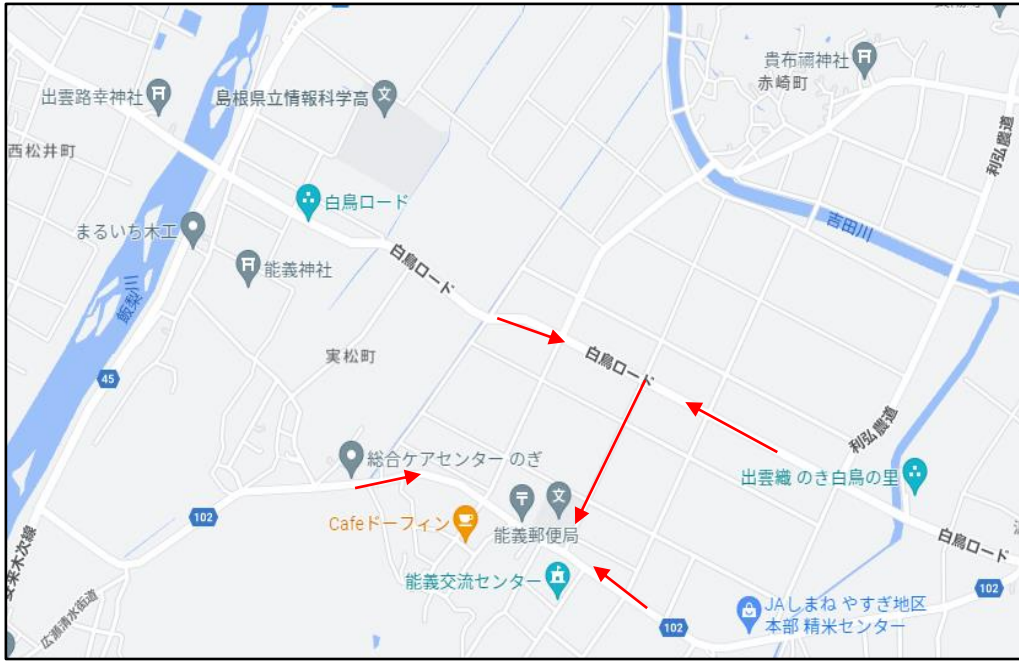 45
出雲路幸神社
島根県立情報科学高
貴布禰神社
赤崎町
利弘農道
西松井町
白鳥ロード
まるいち木工
能義神社
白鳥ロード
吉田川
飯梨川
実松町
白鳥ロード
45
利弘農道
総合ケアセンター のぎ
出雲織 のき白鳥の里
102
Cafeドーフィン
能義郵便局
白鳥ロード
能義交流センター
102
広瀬清水街道
102
JAしまね やすぎ地区
本部 精米センター